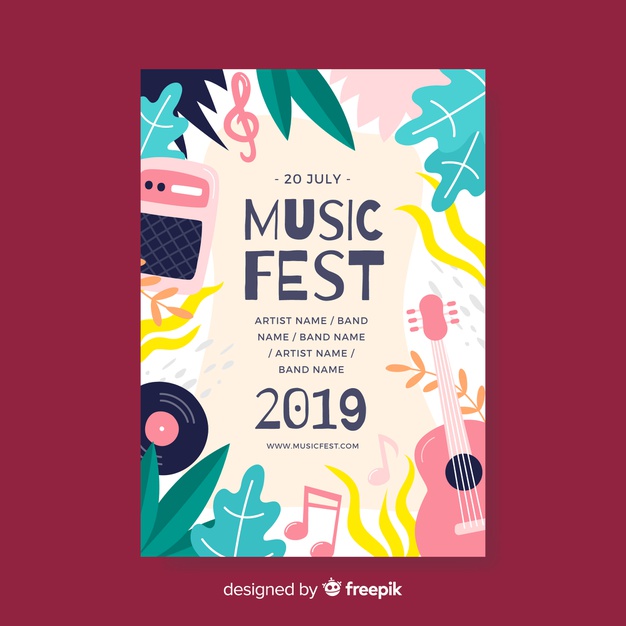 - 20 JULY -
MUSIC
FEST
ARTIST NAME / BAND
NAME / BAND NAME
/ ARTIST NAME /
BAND NAME
2019
WWW.MUSICFEST.COM
designed by freepik